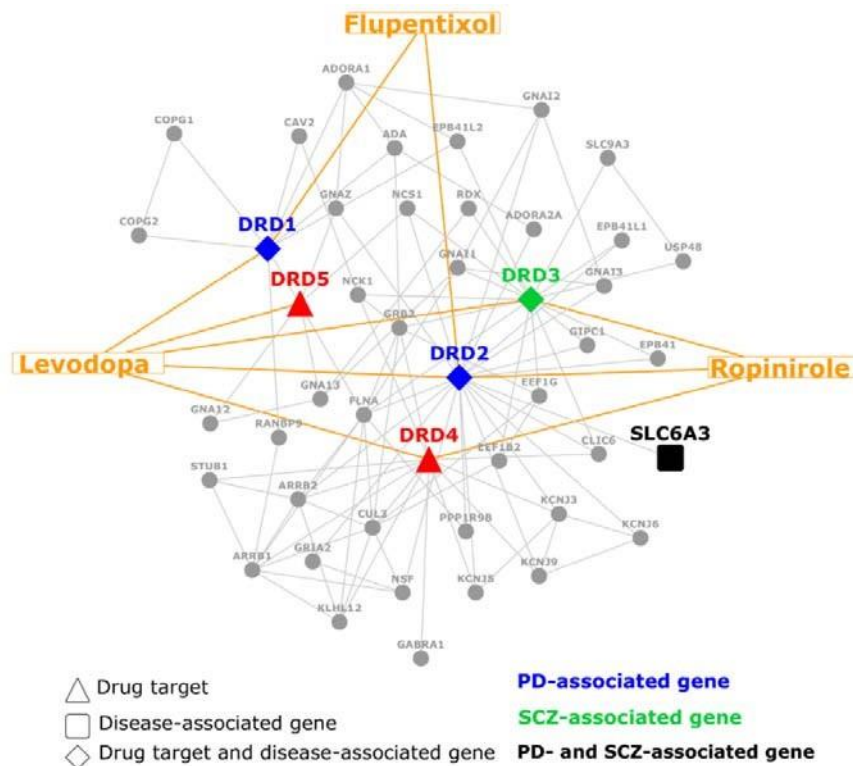 Flupentixol
ADORA1
GNAI2
COPG1
CAV2
ADA
EPB41L2
SLC9A3
GNAZ
NCS1
RDX
COPG2
DRD1
ADORA2A
EPB41L1
USP48
GNAI1
DRD5
DRD3
GNAI3
NCK1
GRB2
GIPC1
Levodopa
DRD2
EPB41
Ropinirole
GNA13
EEF1G
GNA12
FLNA
RANBP9
DRD4
SLC6A3
STUB1
EEF1B2
CLIC6
ARRB2
CUL3
PPP1R9B
KCNJ3
KCNJ6
ARRB1
GRIA2
NSF
KCNJ5
KCNJ9
KLHL12
GABRA1
Drug target
PD-associated gene
Disease-associated gene
SCZ-associated gene
Drug target and disease-associated gene
PD- and SCZ-associated gene